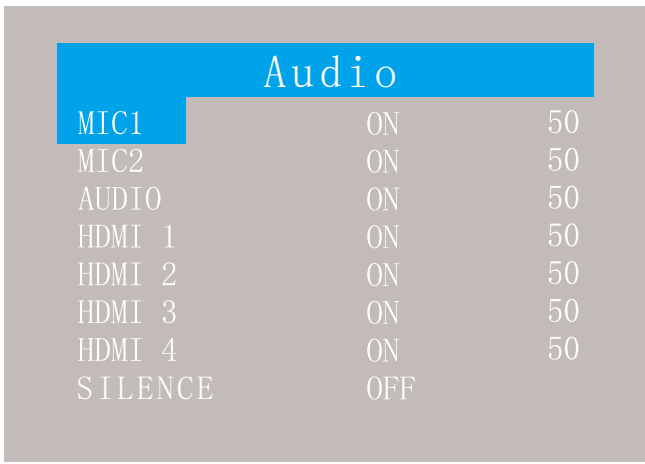 Audio
MIC1 ON 50
MIC2 ON 50
AUDIO ON 50
HDMI 1 ON 50
HDMI 2 ON 50
HDMI 3 ON 50
HDMI 4 ON 50
SILENCE OFF